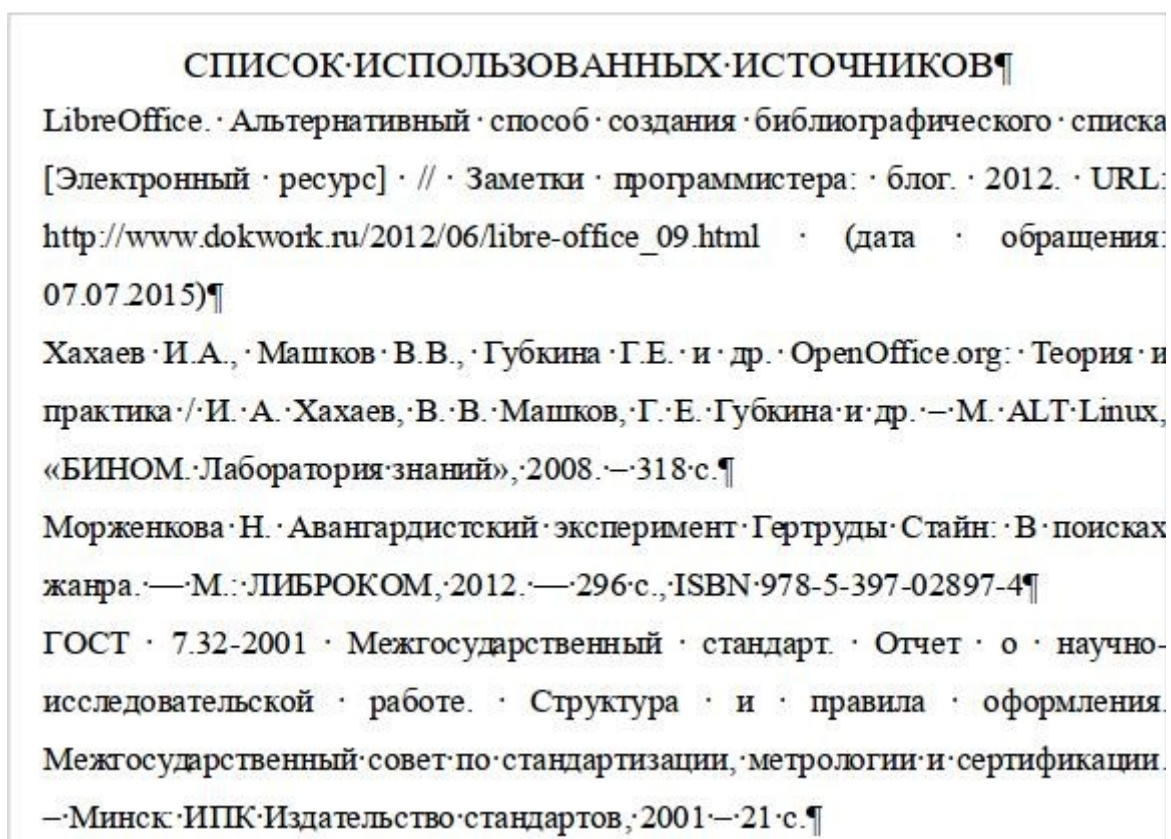 СПИСОК·ИСПОЛЬЗОВАННЫХ·ИСТОЧНИКОВ¶
LibreOffice.·Альтернативный·способ·создания·библиографического·списка
[Электронный·ресурс]·//·Заметки·программистера:·блог.·2012.·URL:
http://www.dokwork.ru/2012/06/libre-office_09.html·(дата·обращения:
07.07.2015)¶
Хахаев·И.А.,·Машков·В.В.,·Губкина·Г.Е.·и·др.·OpenOffice.org:·Теория·и
практика·/·И.·А.·Хахаев,·В.·В.·Машков,·Г.·Е.·Губкина·и·др.·–·М.·ALT·Linux,
«БИНОМ.·Лаборатория·знаний»,·2008.·–·318·с.¶
Морженкова·Н.·Авангардистский·эксперимент·Гертруды·Стайн:·В·поисках
жанра.·—·М.:·ЛИБРОКОМ,·2012.·—·296·с.,·ISBN·978-5-397-02897-4¶
ГОСТ·7.32-2001·Межгосударственный·стандарт.·Отчет·о·научно-
исследовательской·работе.·Структура·и·правила·оформления.
Межгосударственный·совет·по·стандартизации,·метрологии·и·сертификации.
–·Минск:·ИПК·Издательство·стандартов,·2001·–·21·с.¶